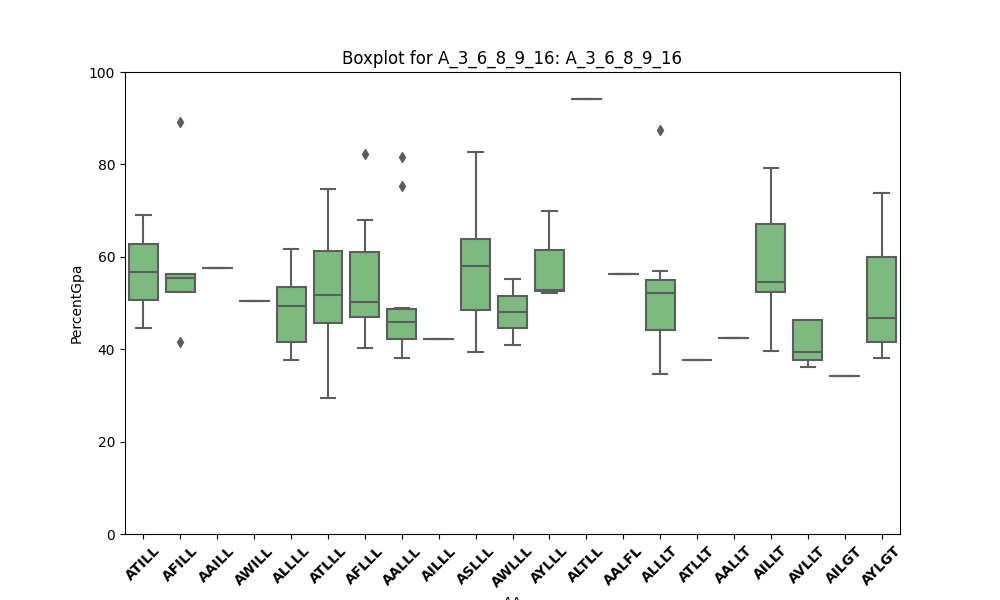 Boxplot for A_3_6_8_9_16: A_3_6_8_9_16
100
80
60
40
20
0
PercentGpa
ATILL AFILL AAILL AWILL ALLLL ATLLL AFLLL AALLL AILLL ASLLL AWLLL AYLLL ALTLL AALFL ALLLT ATLLT AALLT AILLT AVLLT AILGT AYLGT
AA